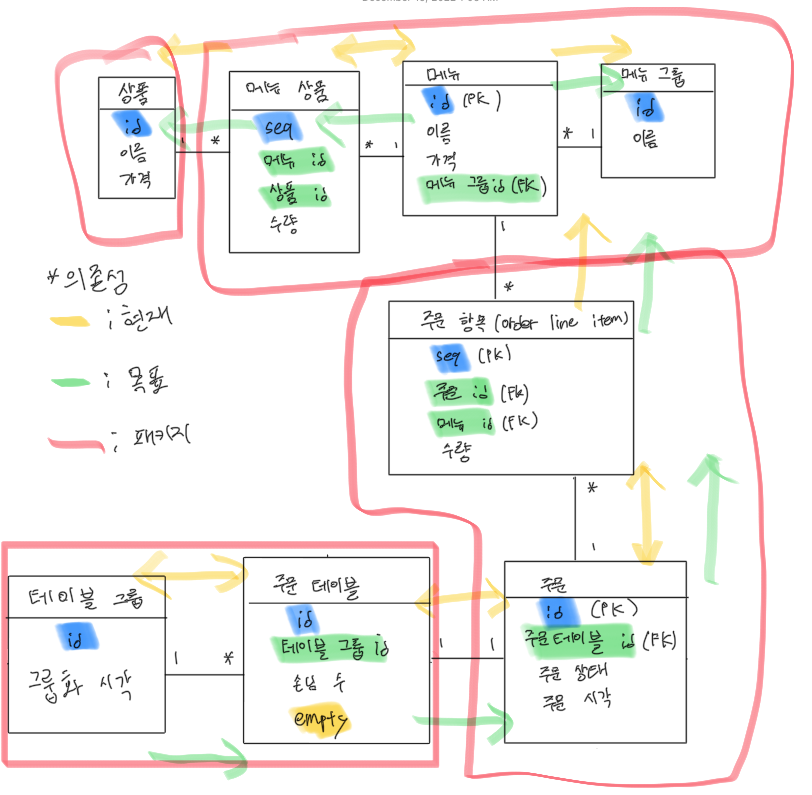 상품
id
이름
가격
메뉴 상품
seq
메뉴 id
상품 id
수량
메뉴
id (PK)
이름
가격
메뉴 그룹id (FK)
메뉴 그룹
id
이름
1
*
*
1
*
1
1
*
* 의존성
; 현재
; 목표
; 패키지
주문 항목 (order line item)
seq (PK)
주문 id (FK)
메뉴 id (FK)
수량
*
1
테이블 그룹
id
그룹화 시각
1
*
주문 테이블
id
테이블 그룹 id
손님 수
empty
1
1
주문
id (PK)
주문테이블 id (FK)
주문 상태
주문 시각